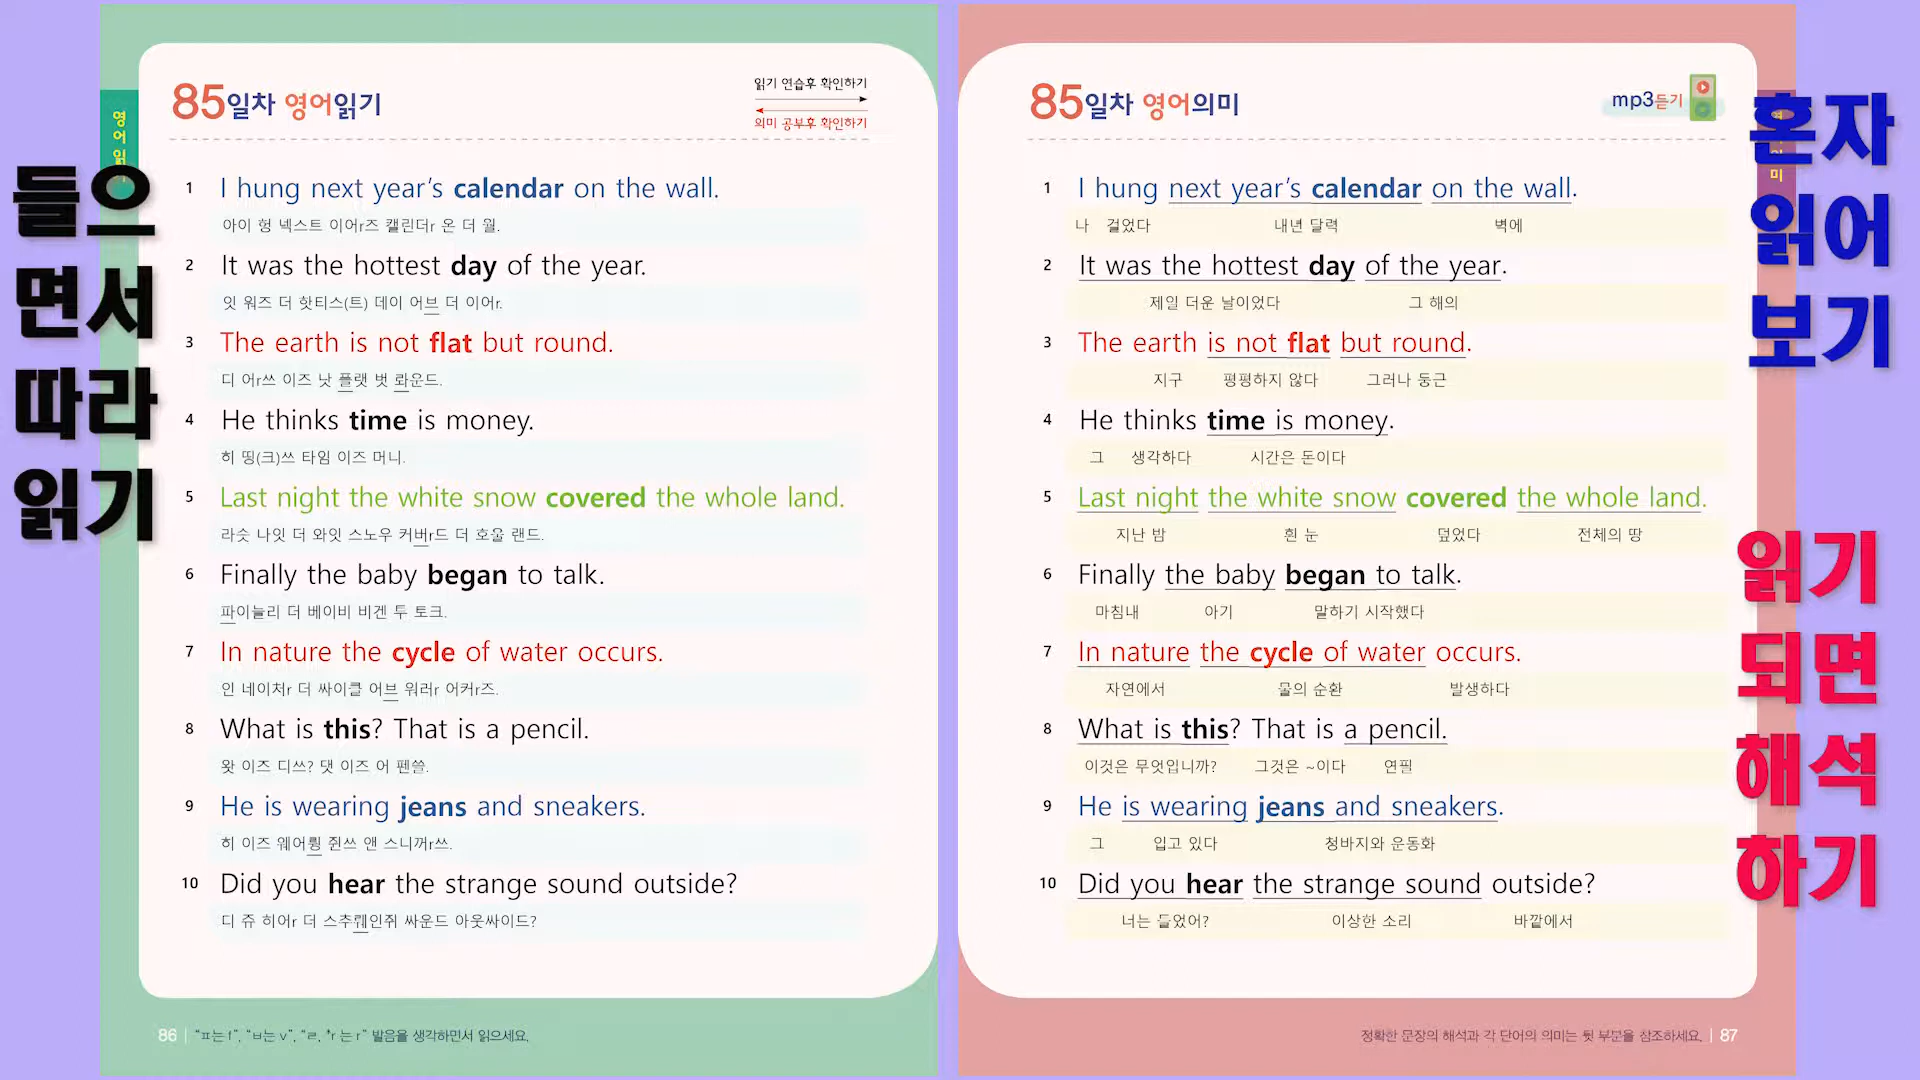 들으
면서
따라
읽기
영어읽
85일차 영어읽기
읽기 연습후 확인하기
의미 공부후 확인하기
1 I hung next year’s calendar on the wall.
아이 헝 넥스트 이어r즈 캘린더r 온 더 월.
2 It was the hottest day of the year.
잇 워즈 더 핫티스(트) 데이 어브 더 이어r.
3 The earth is not flat but round.
디 어r쓰 이즈 낫 플랫 벗 롸운드.
4 He thinks time is money.
히 띵(크)쓰 타임 이즈 머니.
5 Last night the white snow covered the whole land.
라슷 나잇 더 와잇 스노우 커버r드 더 호울 랜드.
6 Finally the baby began to talk.
파이늘리 더 베이비 비겐 투 토크.
7 In nature the cycle of water occurs.
인 네이처r 더 싸이클 어브 워러r 어커r즈.
8 What is this? That is a pencil.
왓 이즈 디쓰? 댓 이즈 어 펜쓸.
9 He is wearing jeans and sneakers.
히 이즈 웨어륑 쥔쓰 앤 스니꺼r쓰.
10 Did you hear the strange sound outside?
디 쥬 히어r 더 스추뤠인쥐 싸운드 아웃싸이드?
86 | “ㅍ는 f”, “ㅂ는 v”, “ㄹ, *r 는 r” 발음을 생각하면서 읽으세요.
85일차 영어의미
mp3듣기
1 I hung next year’s calendar on the wall.
나 걸었다 내년 달력 벽에
2 It was the hottest day of the year.
제일 더운 날이었다 그 해의
3 The earth is not flat but round.
지구 평평하지 않다 그러나 둥근
4 He thinks time is money.
그 생각하다 시간은 돈이다
5 Last night the white snow covered the whole land.
지난 밤 흰 눈 덮었다 전체의 땅
6 Finally the baby began to talk.
마침내 아기 말하기 시작했다
7 In nature the cycle of water occurs.
자연에서 물의 순환 발생하다
8 What is this? That is a pencil.
이것은 무엇입니까? 그것은 ~이다 연필
9 He is wearing jeans and sneakers.
그 입고 있다 청바지와 운동화
10 Did you hear the strange sound outside?
너는 들었어? 이상한 소리 바깥에서
정확한 문장의 해석과 각 단어의 의미는 뒷 부분을 참조하세요. | 87
혼자
읽어
보기
읽기
되면
해석
하기